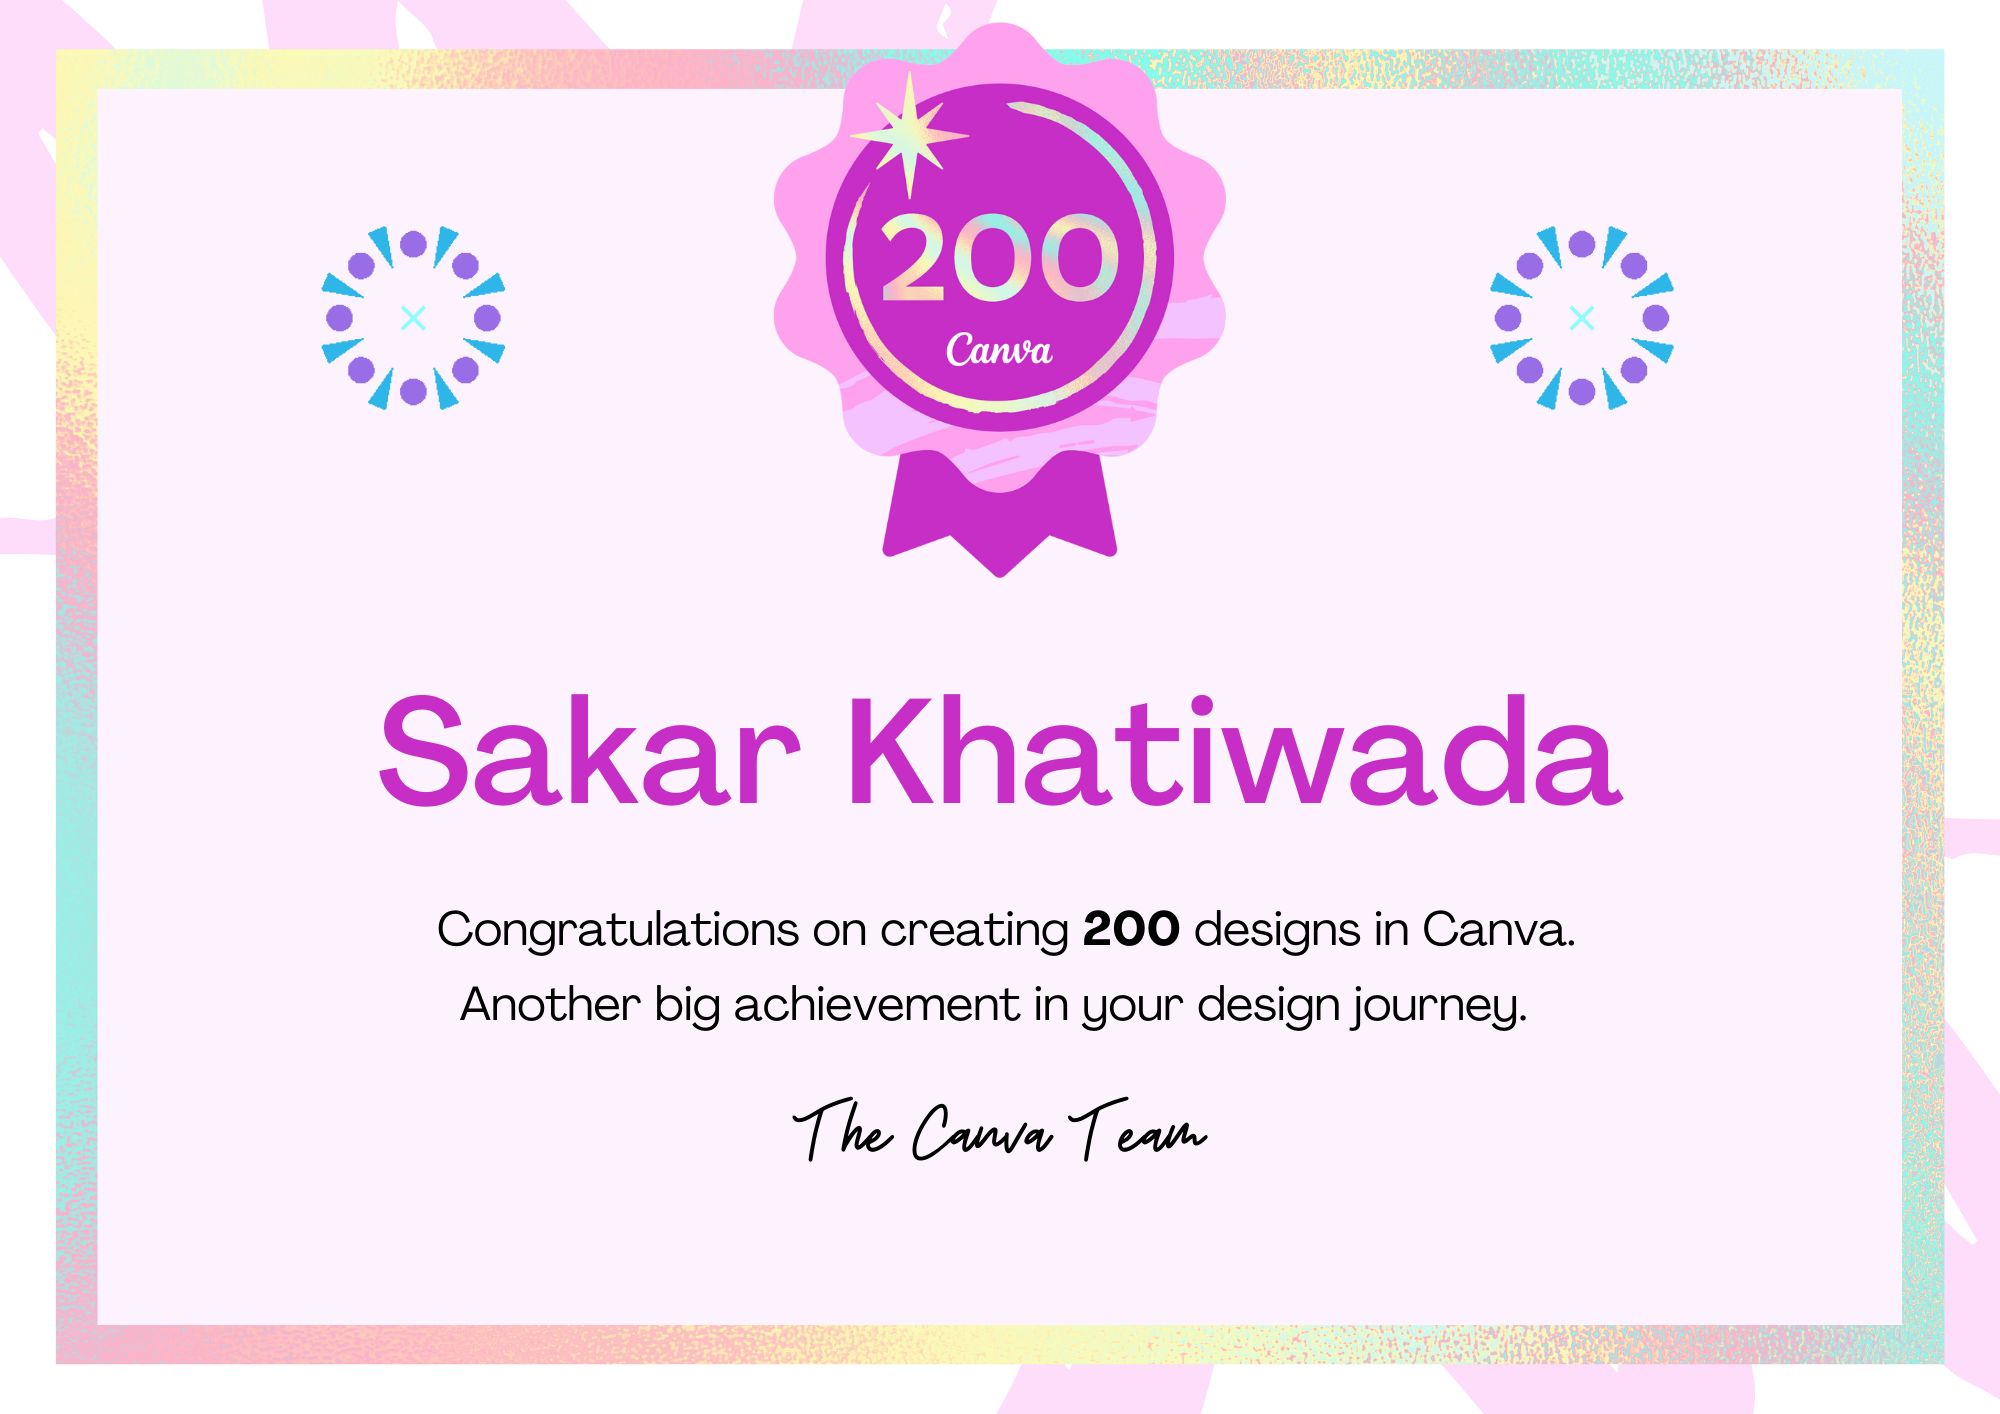 200
Canva
Sakar Khatiwada
Congratulations on creating 200 designs in Canva.
Another big achievement in your design journey.
The Canva Team